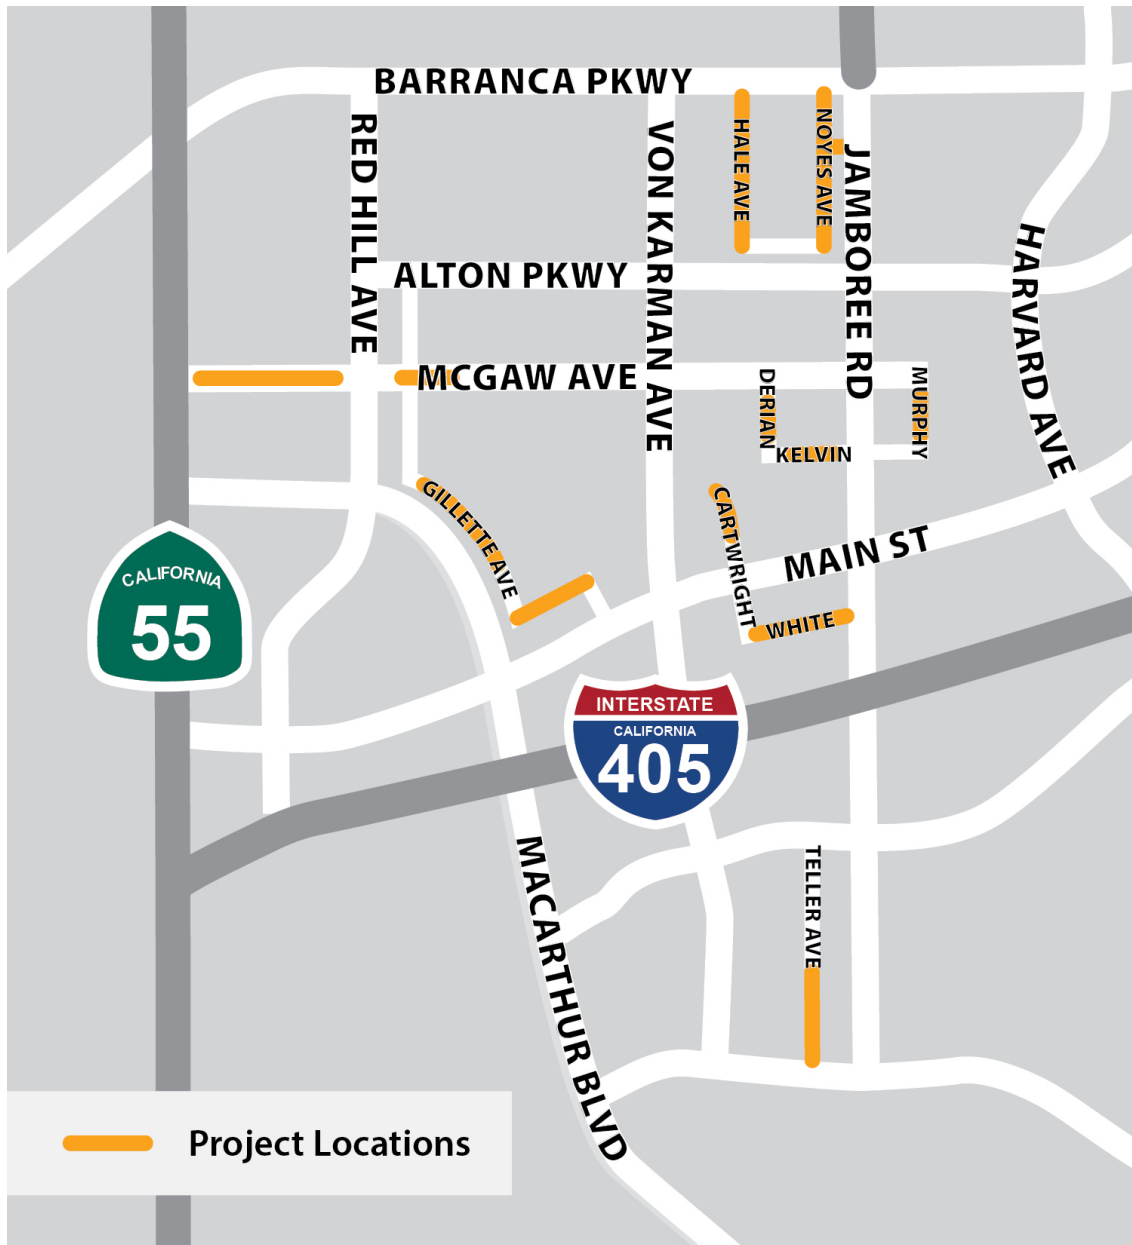 BARRANCA PKWY
RED HILL AVE
VON KARMAN AVE
HALE AVE
NOYES AVE
JAMBOREE RD
HARVARD AVE
ALTON PKWY
MCGAW AVE
DERIAN
MURPHY
KELVIN
GILLETTE AVE
CARTWRIGHT
MAIN ST
WHITE
CALIFORNIA
55
INTERSTATE
CALIFORNIA
405
MACARTHUR BLVD
TELLER AVE
Project Locations